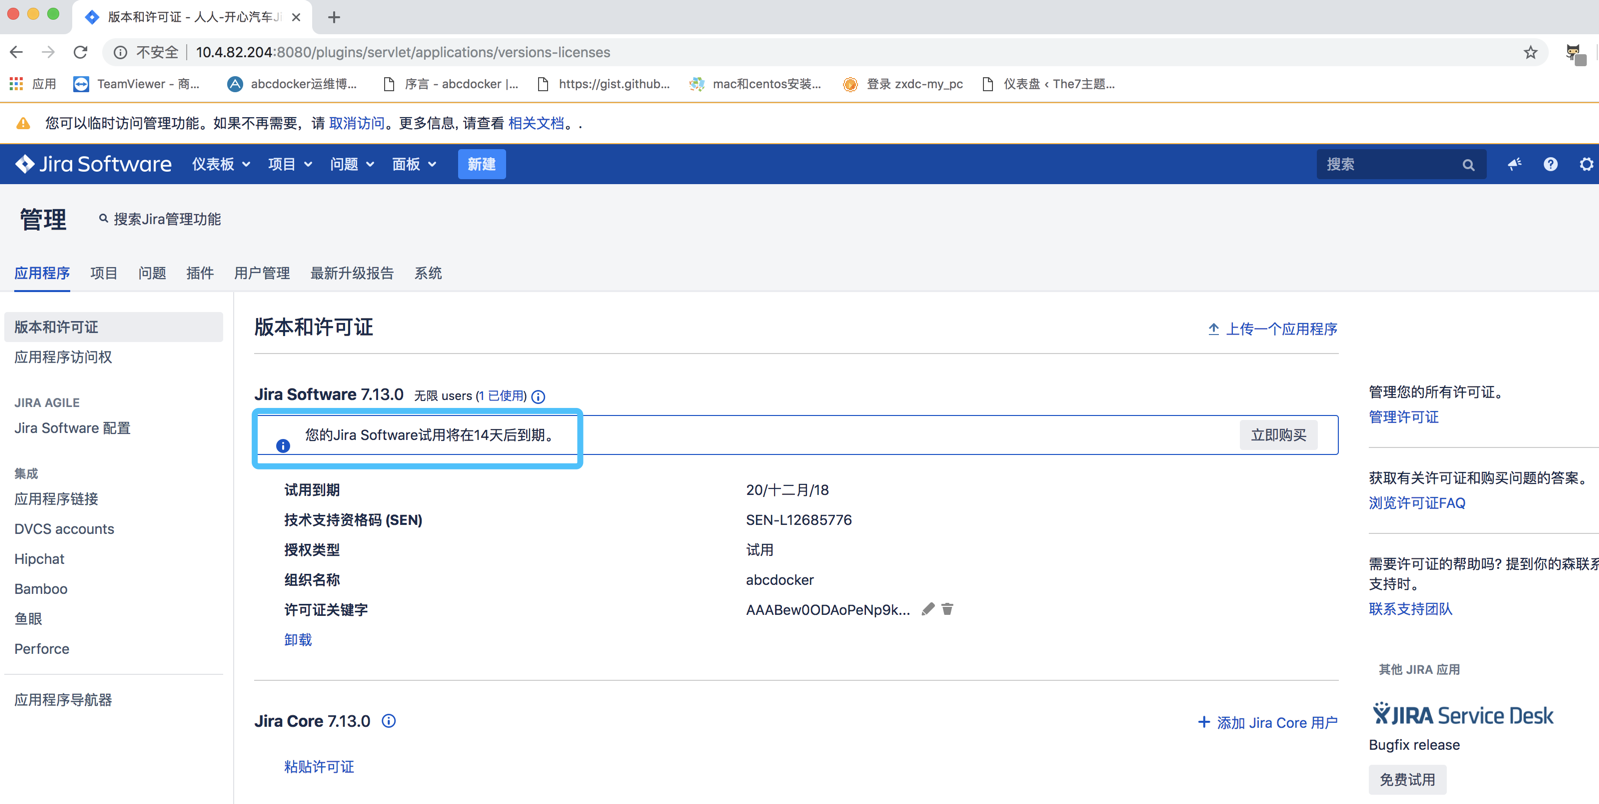 版本和许可证 - 人人-开心汽车Ji
不安全 10.4.82.204:8080/plugins/servlet/applications/versions-licenses
应用 TeamViewer - 商... abcdocker运维博... 序言 - abcdocker |... https://gist.github... mac和centos安装... 登录 zxdc-my_pc 仪表盘 ‹ The7主题...
您可以临时访问管理功能。如果不再需要，请 取消访问。更多信息, 请查看 相关文档。.
Jira Software 仪表板 项目 问题 面板 新建 搜索
管理 搜索Jira管理功能
应用程序 项目 问题 插件 用户管理 最新升级报告 系统
版本和许可证
应用程序访问权
JIRA AGILE
Jira Software 配置
集成
应用程序链接
DVCS accounts
Hipchat
Bamboo
鱼眼
Perforce
应用程序导航器
版本和许可证
上传一个应用程序
Jira Software 7.13.0 无限 users (1 已使用)
您的Jira Software试用将在14天后到期。
立即购买
试用到期 20/十二月/18
技术支持资格码 (SEN) SEN-L12685776
授权类型 试用
组织名称 abcdocker
许可证关键字 AAABew0ODAoPeNp9k...
卸载
Jira Core 7.13.0
添加 Jira Core 用户
粘贴许可证
管理您的所有许可证。
管理许可证
获取有关许可证和购买问题的答案。
浏览许可证FAQ
需要许可证的帮助吗? 提到你的森联系
支持时。
联系支持团队
其他 JIRA 应用
JIRA Service Desk
Bugfix release
免费试用